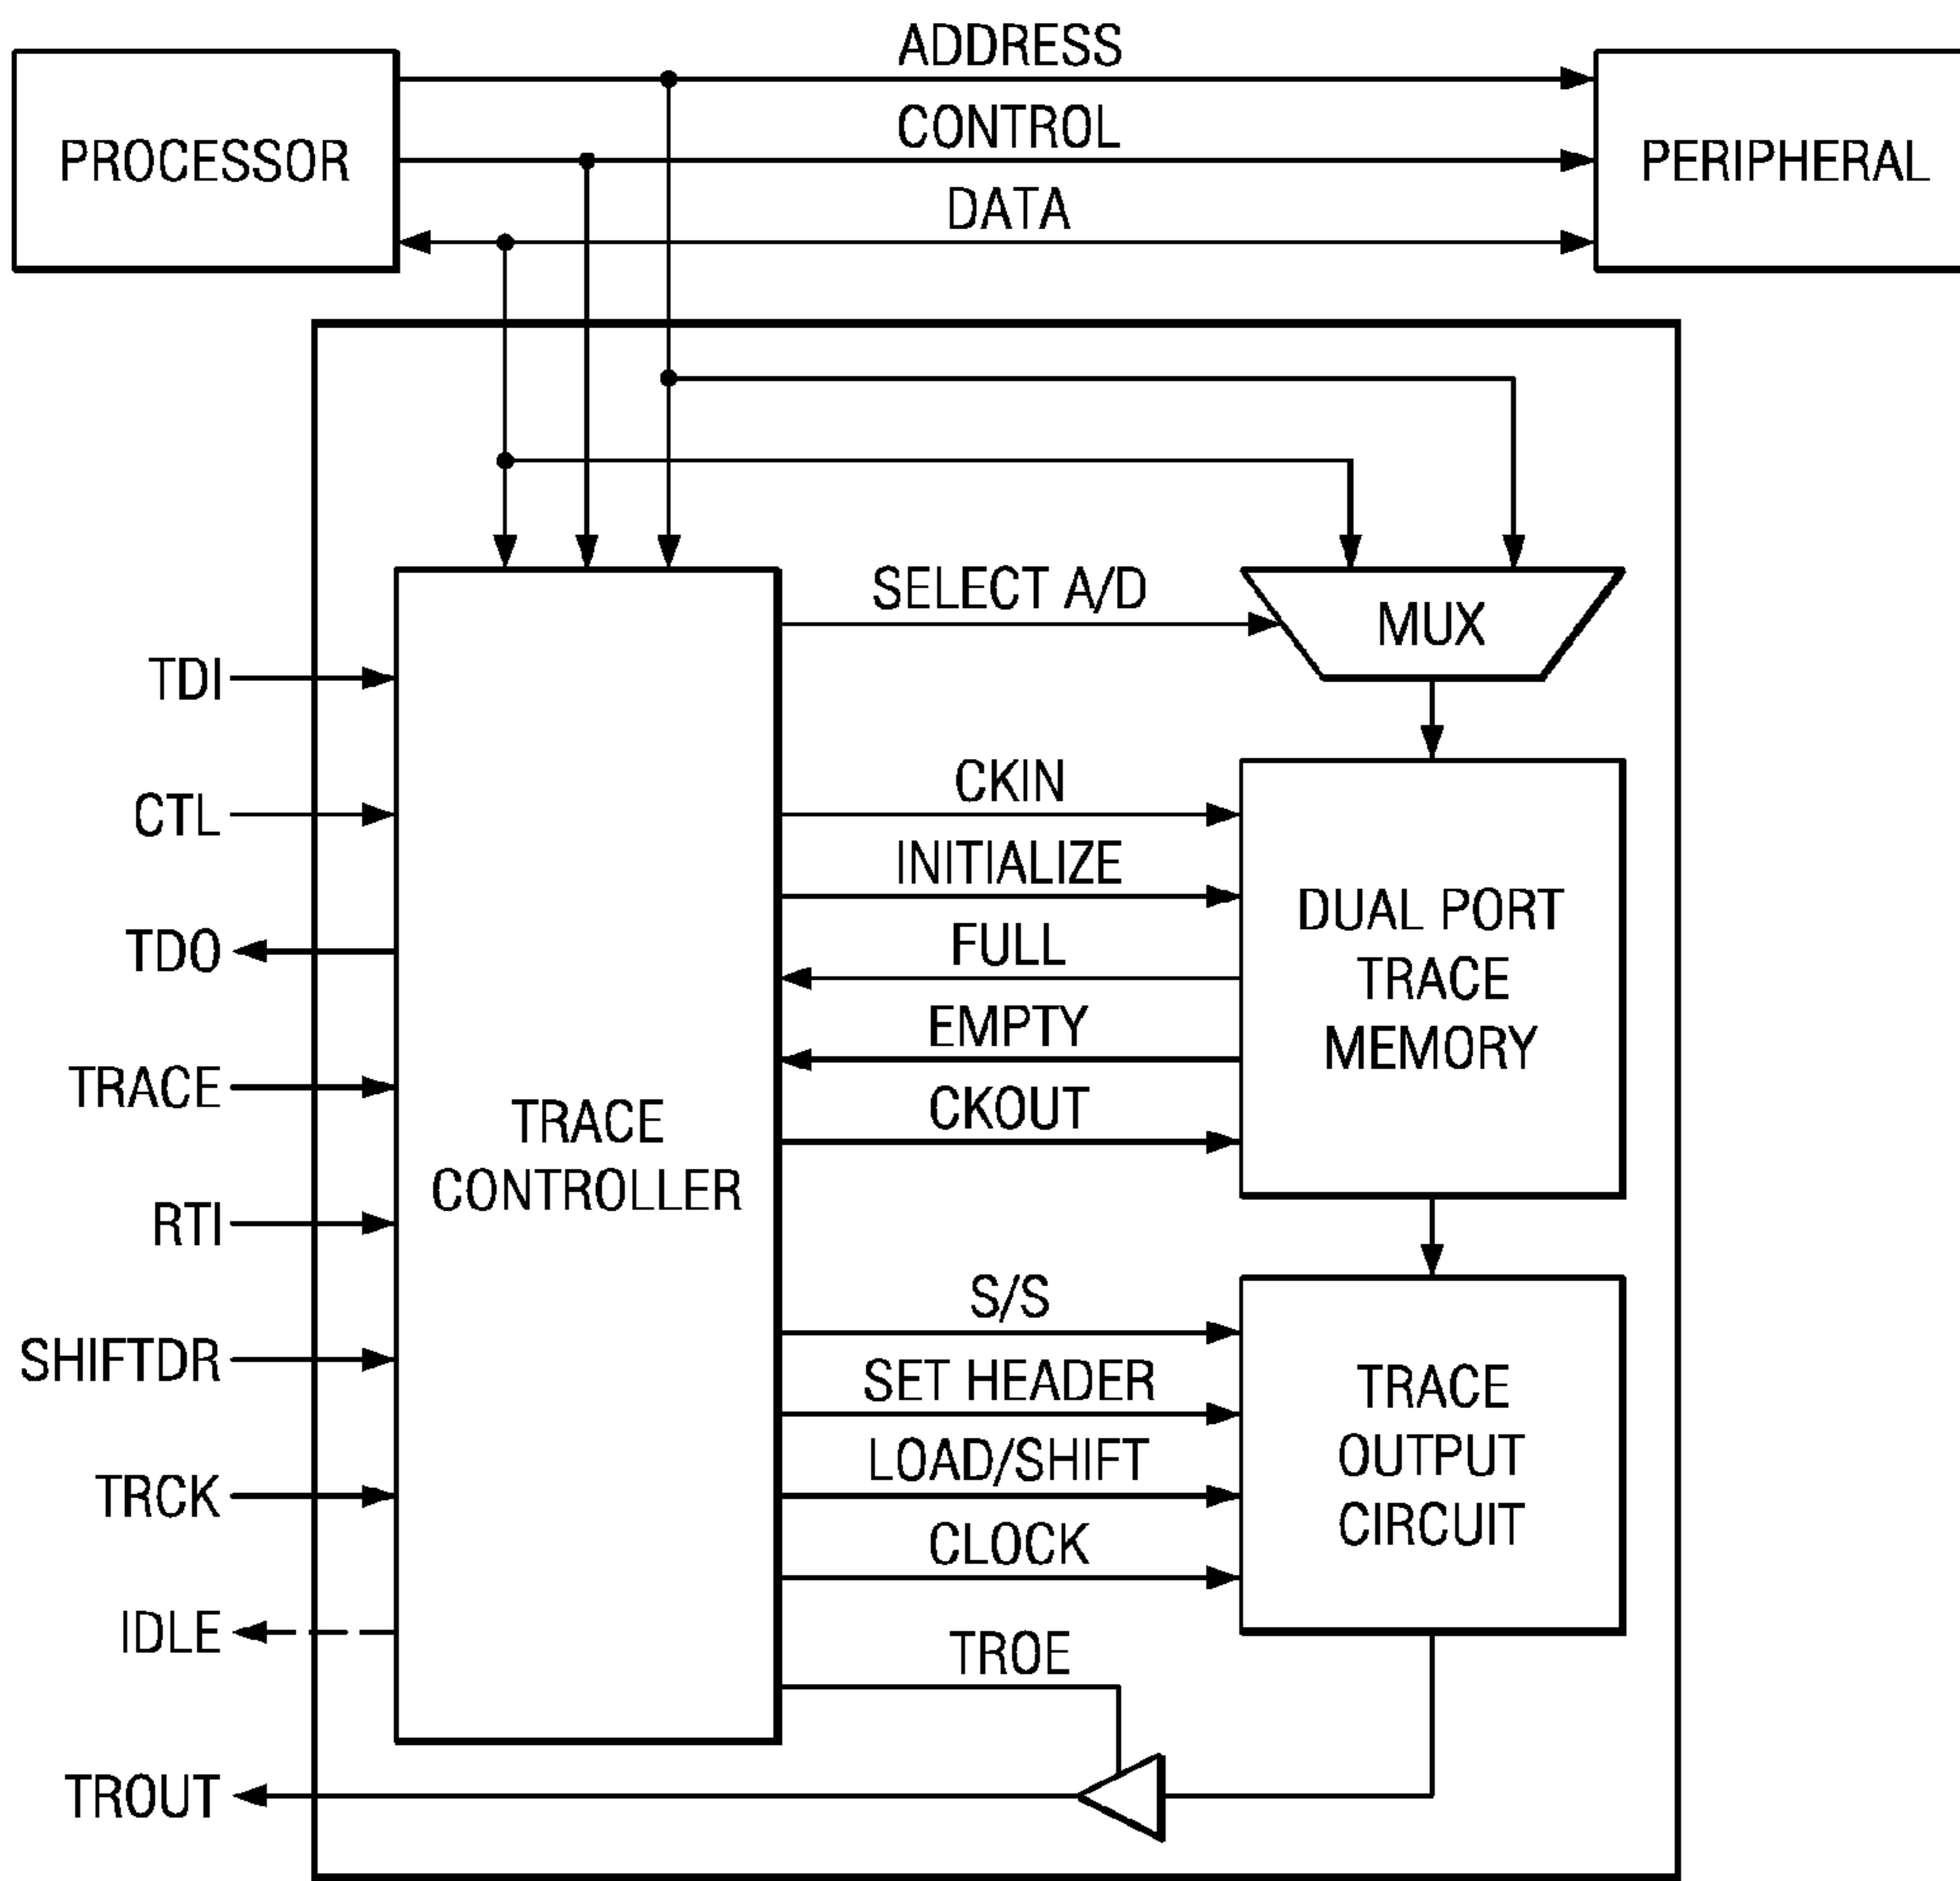 ADDRESS
PROCESSOR
CONTROL
PERIPHERAL
DATA
SELECT A/D
MUX
TDI
CKIN
CTL
INITIALIZE
DUAL PORT
TRACE
MEMORY
TDO
FULL
EMPTY
TRACE
CKOUT
TRACE
CONTROLLER
RTI
S/S
SHIFTDR
SET HEADER
TRACE
OUTPUT
CIRCUIT
LOAD/SHIFT
TRCK
CLOCK
IDLE
TROE
TROUT